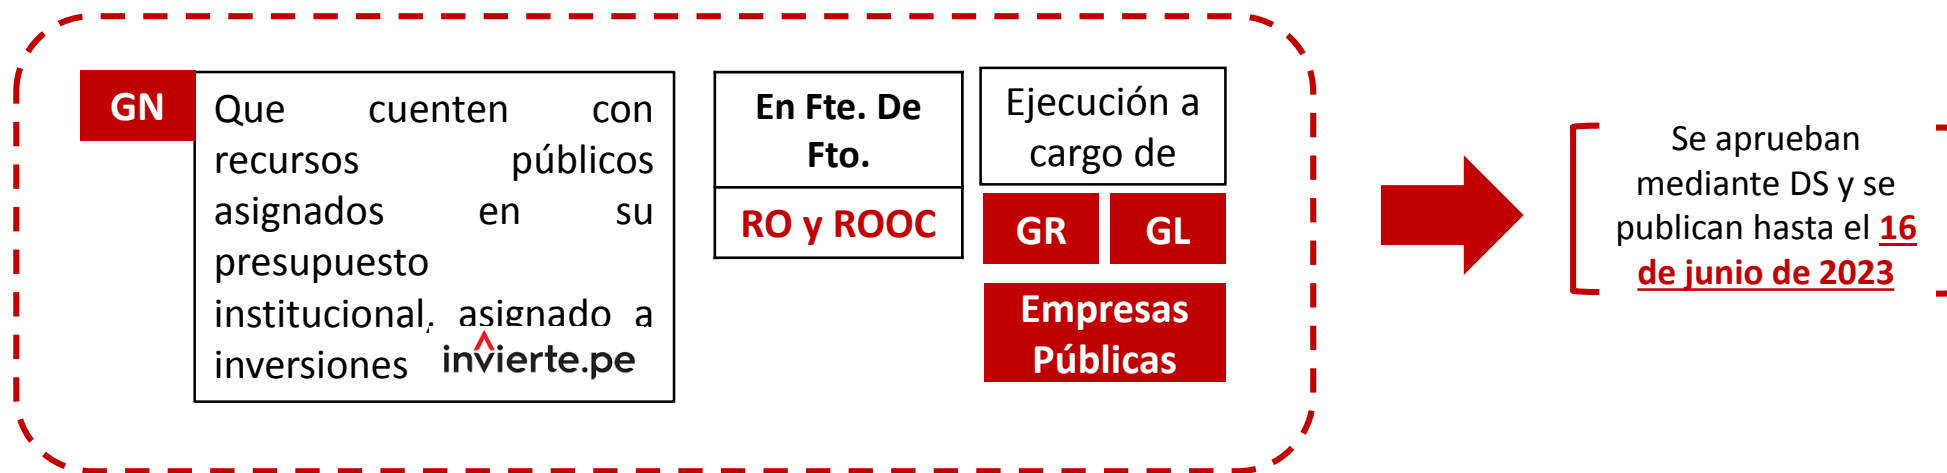 GN
Que cuenten con
recursos públicos
asignados en su
presupuesto
institucional, asignado a
inversiones invierte.pe
En Fte. De
Fto.
RO y ROOC
Ejecución a
cargo de
GR GL
Empresas
Públicas
Se aprueban
mediante DS y se
publican hasta el 16
de junio de 2023